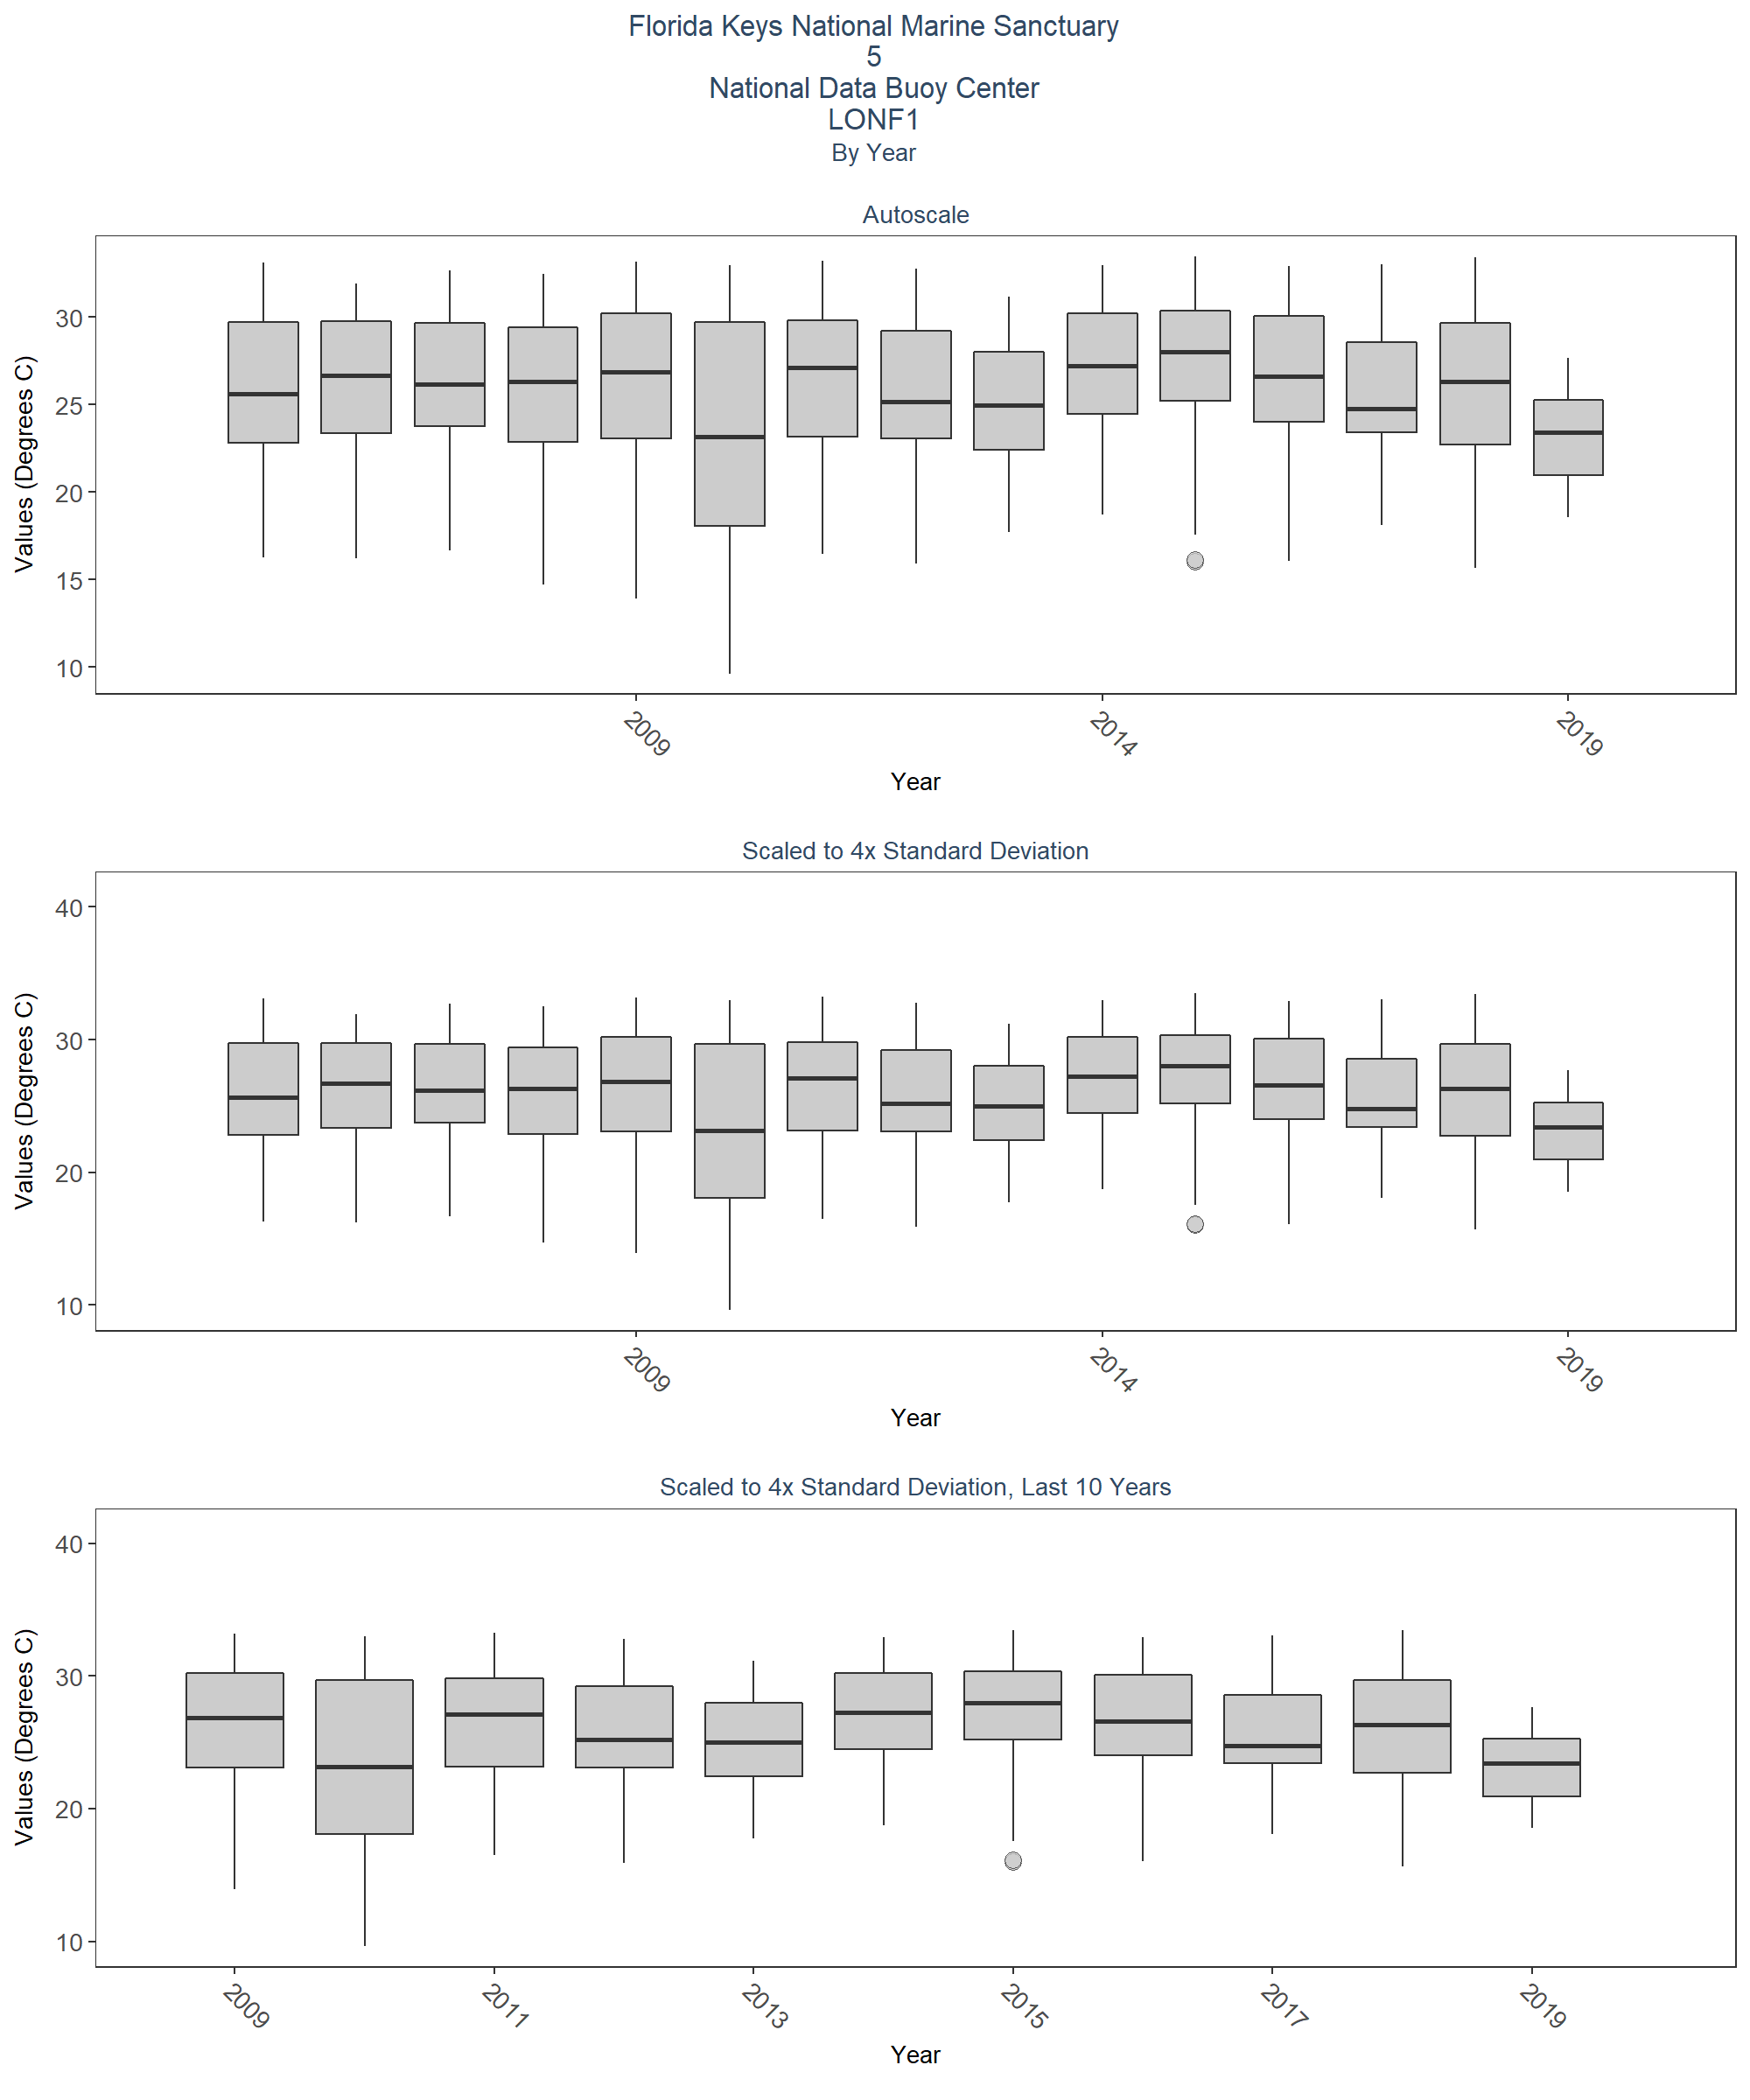 Florida Keys National Marine Sanctuary
5
National Data Buoy Center
LONF1
By Year
Autoscale
Values (Degrees C)
30
25
20
15
10
2009 2014 2019
Year
Scaled to 4x Standard Deviation
Values (Degrees C)
40
30
20
10
2009 2014 2019
Year
Scaled to 4x Standard Deviation, Last 10 Years
Values (Degrees C)
40
30
20
10
2009 2011 2013 2015 2017 2019
Year